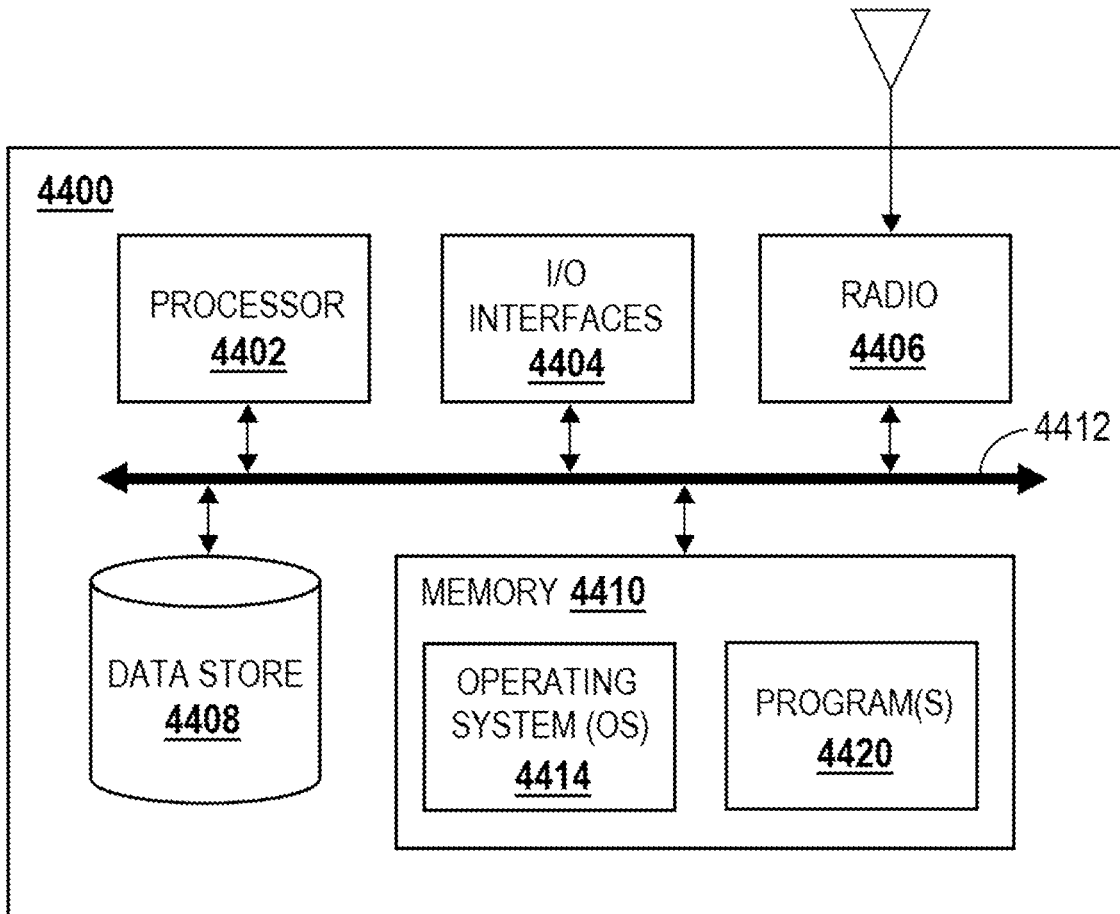 4400
PROCESSOR
4402
I/O
INTERFACES
4404
RADIO
4406
4412
DATA STORE
4408
MEMORY 4410
OPERATING
SYSTEM (OS)
4414
PROGRAM(S)
4420